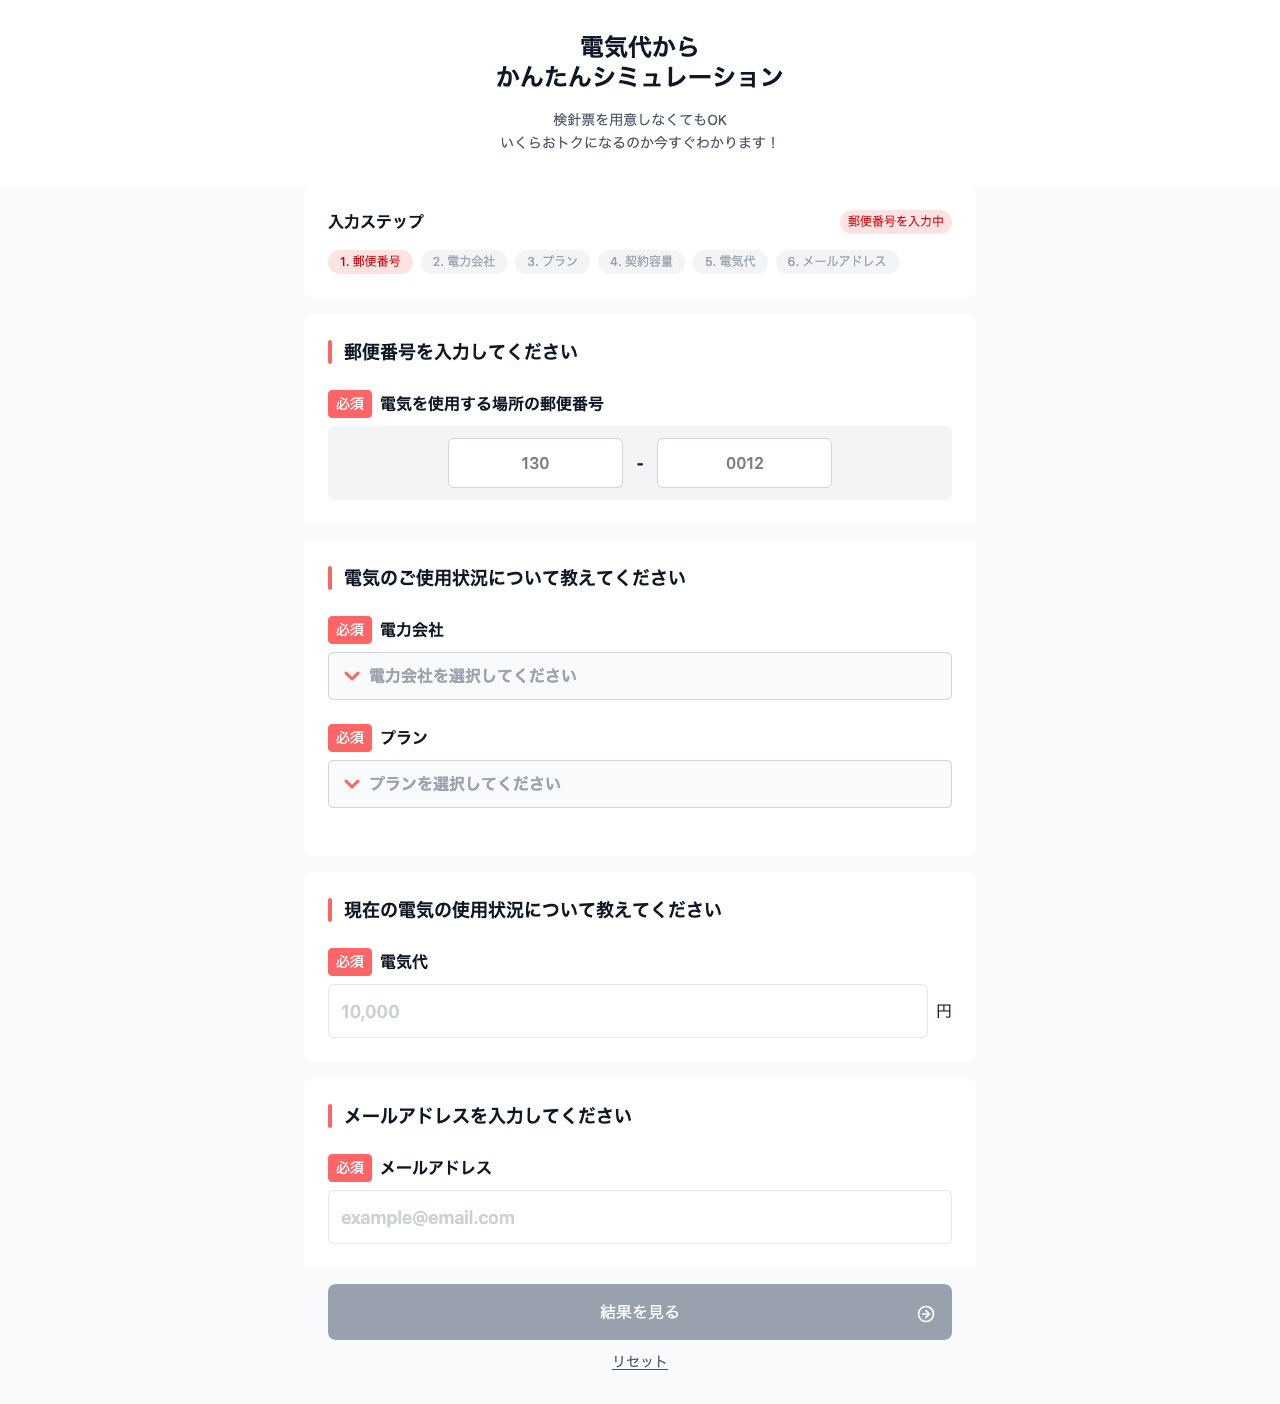 電気代から
かんたんシミュレーション
検針票を用意しなくてもOK
いくらおトクになるのか今すぐわかります！
入力ステップ
郵便番号を入力中
1. 郵便番号
2. 電力会社
3. プラン
4. 契約容量
5. 電気代
6. メールアドレス
郵便番号を入力してください
必須 電気を使用する場所の郵便番号
130 - 0012
電気のご使用状況について教えてください
必須 電力会社
電力会社を選択してください
必須 プラン
プランを選択してください
現在の電気の使用状況について教えてください
必須 電気代
10,000 円
メールアドレスを入力してください
必須 メールアドレス
example@email.com
結果を見る
リセット